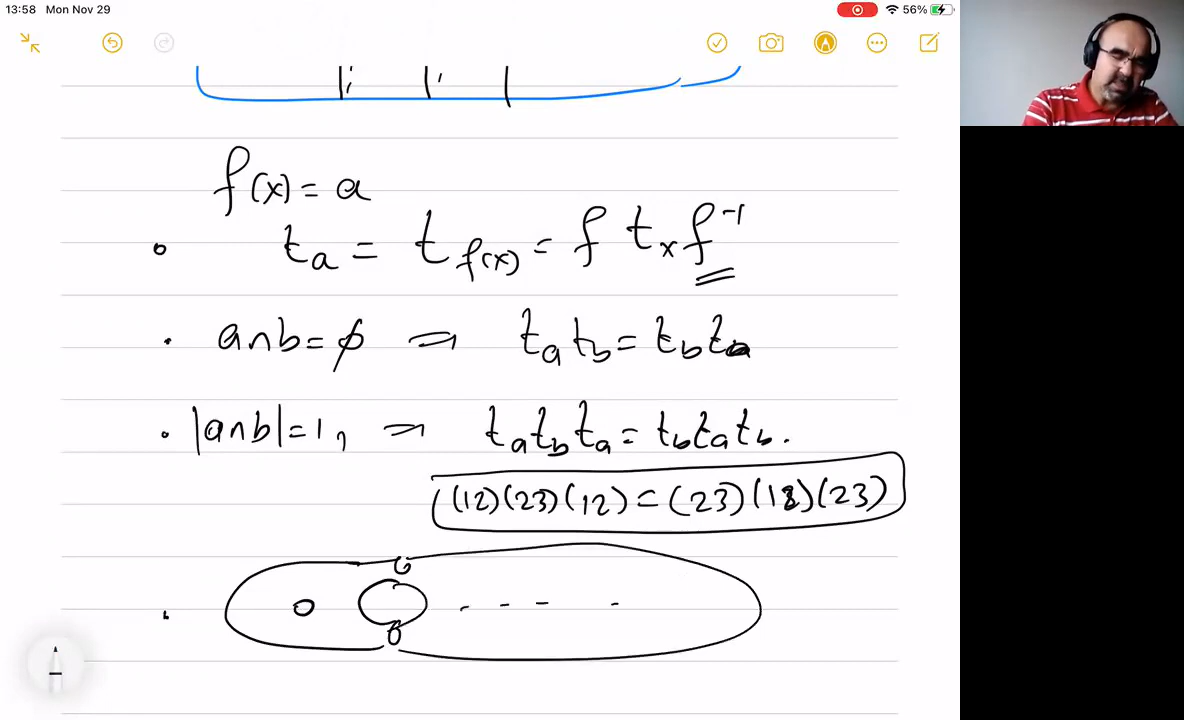 13:58 Mon Nov 29
56%
f(x) = a
• t_a = t_{f(x)} = f t_x f^{-1}
• a∩b = ∅ ⇒ t_a t_b = t_b t_a
• |a∩b| = 1, ⇒ t_a t_b t_a = t_b t_a t_b.
(12)(23)(12) = (23)(12)(23)